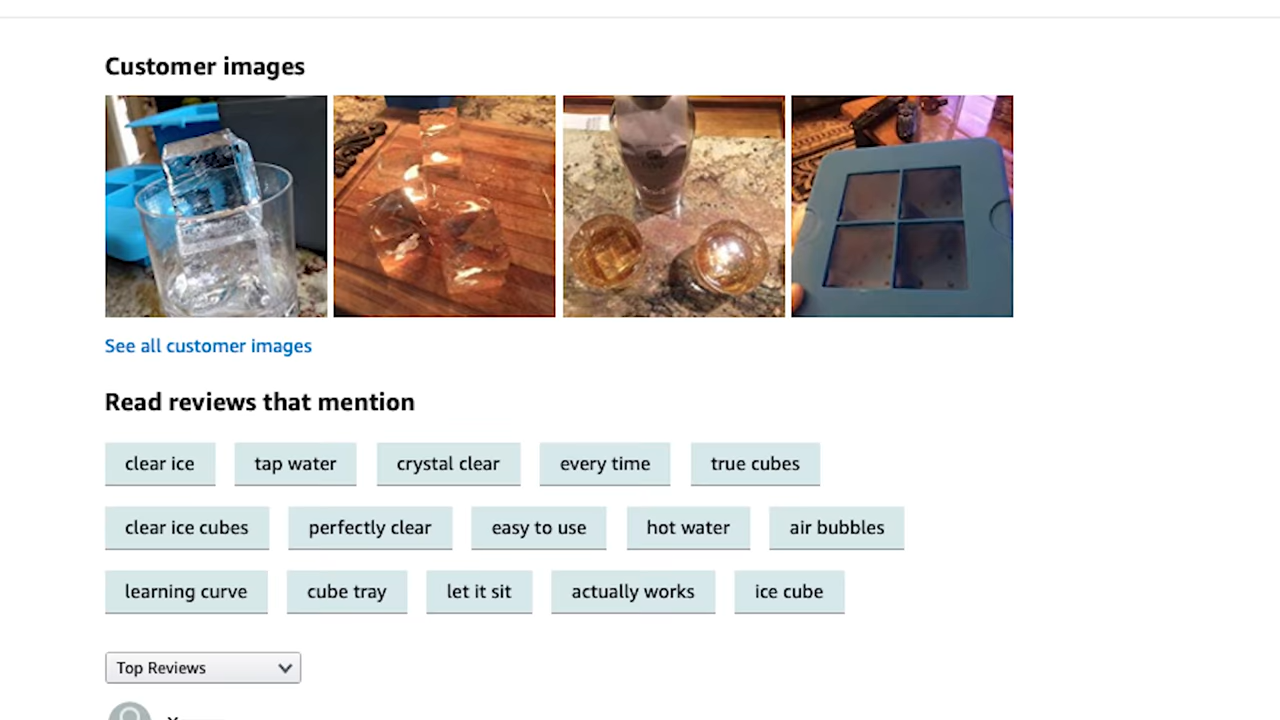 Customer images
See all customer images
Read reviews that mention
clear ice tap water crystal clear every time true cubes
clear ice cubes perfectly clear easy to use hot water air bubbles
learning curve cube tray let it sit actually works ice cube
Top Reviews